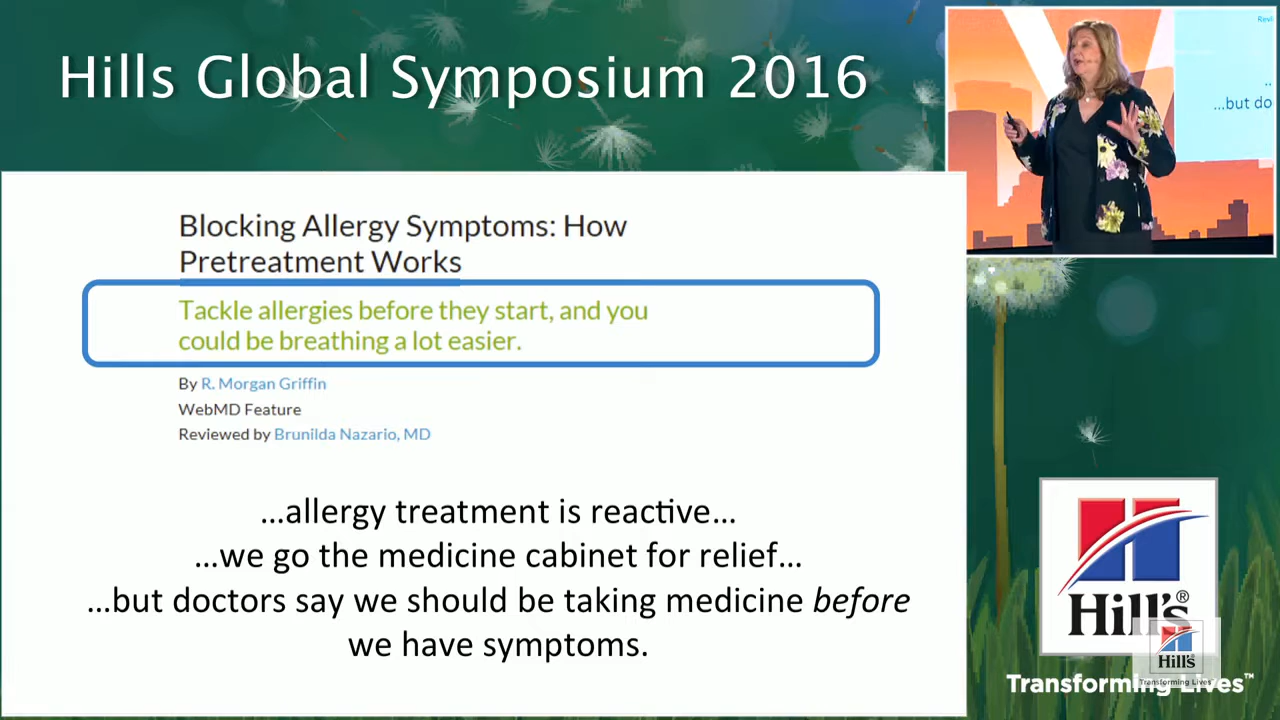 Hills Global Symposium 2016
Revi
..
...but do
Blocking Allergy Symptoms: How
Pretreatment Works
Tackle allergies before they start, and you
could be breathing a lot easier.
By R. Morgan Griffin
WebMD Feature
Reviewed by Brunilda Nazario, MD
...allergy treatment is reactive...
...we go the medicine cabinet for relief...
...but doctors say we should be taking medicine before
we have symptoms.
Hill's®
Transforming Lives™
Hill's®
Transforming Lives™